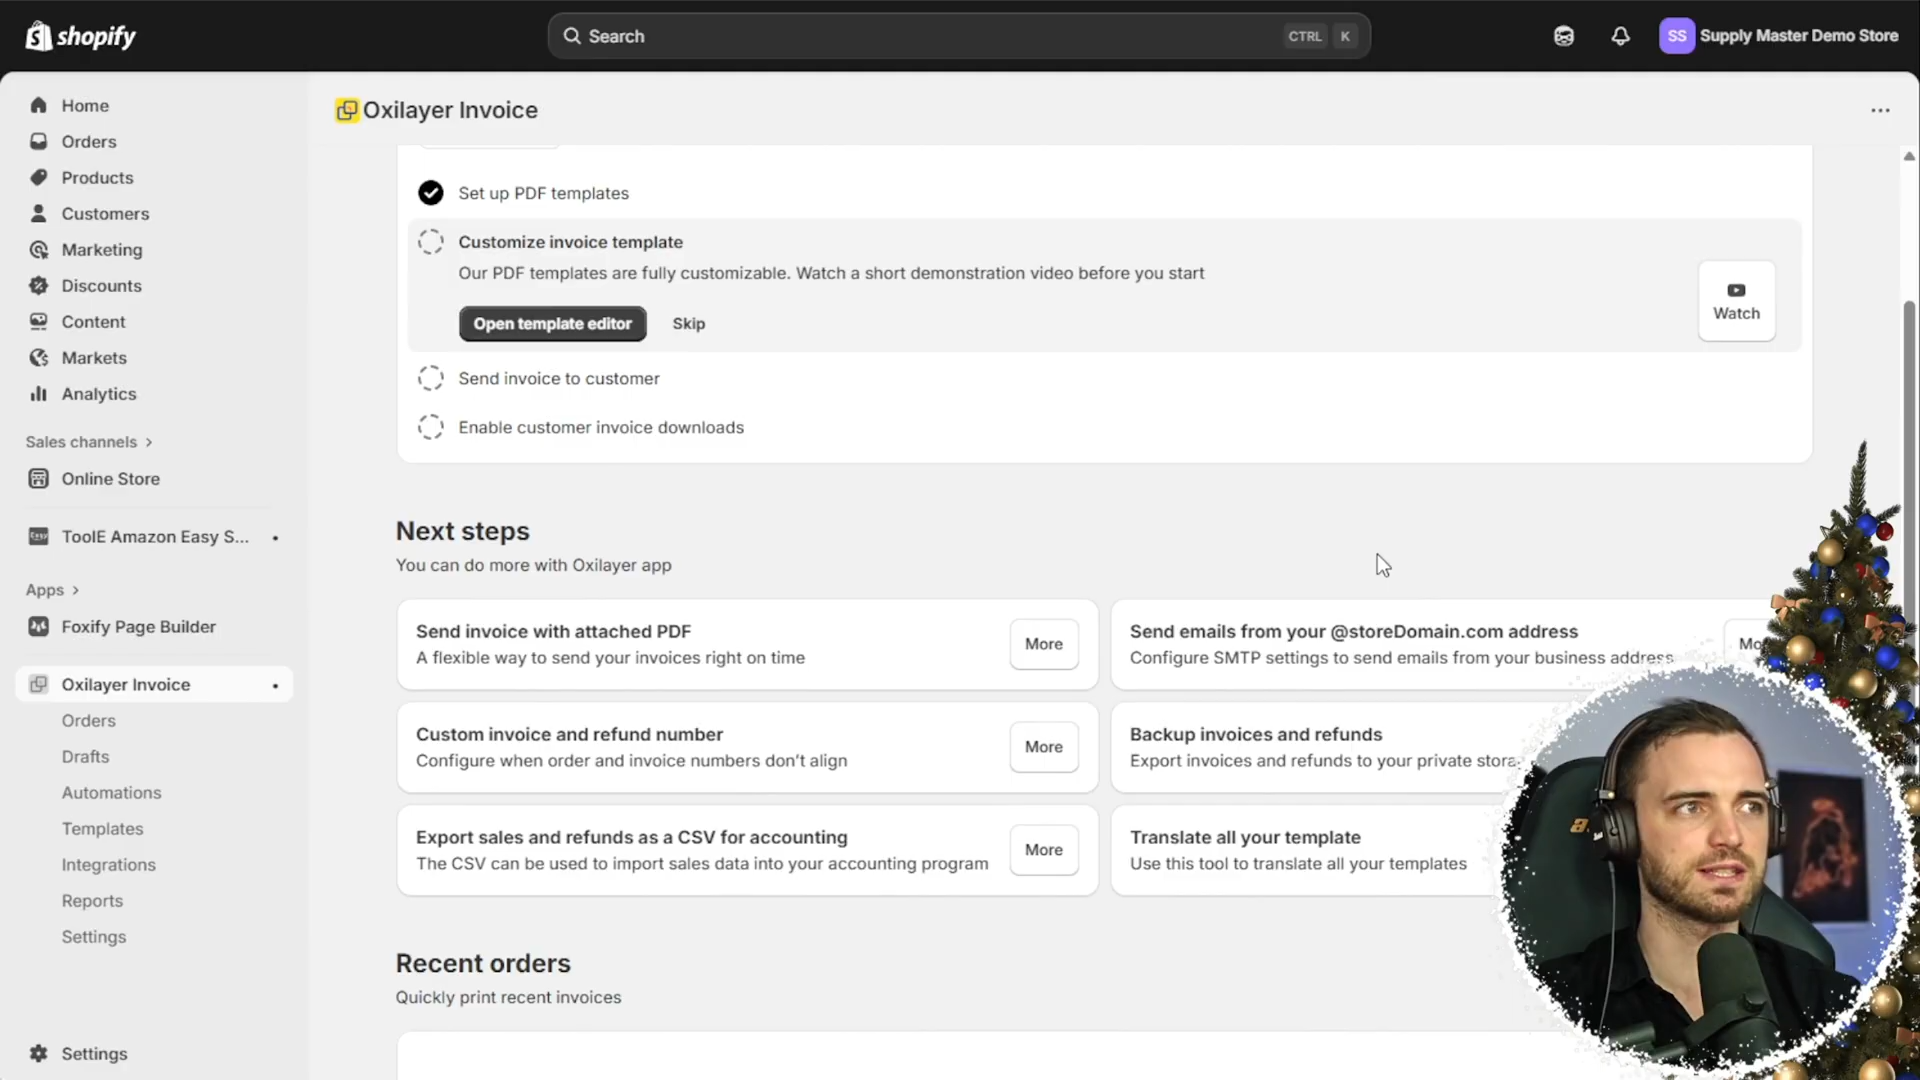 shopify
Search
CTRL K
SS Supply Master Demo Store
Home
Orders
Products
Customers
Marketing
Discounts
Content
Markets
Analytics
Sales channels
Online Store
ToolE Amazon Easy S...
Apps
Foxify Page Builder
Oxilayer Invoice
Orders
Drafts
Automations
Templates
Integrations
Reports
Settings
Settings
Oxilayer Invoice
Set up PDF templates
Customize invoice template
Our PDF templates are fully customizable. Watch a short demonstration video before you start
Open template editor
Skip
Watch
Send invoice to customer
Enable customer invoice downloads
Next steps
You can do more with Oxilayer app
Send invoice with attached PDF
A flexible way to send your invoices right on time
More
Send emails from your @storeDomain.com address
Configure SMTP settings to send emails from your business address
Custom invoice and refund number
Configure when order and invoice numbers don't align
More
Backup invoices and refunds
Export invoices and refunds to your private
Export sales and refunds as a CSV for accounting
The CSV can be used to import sales data into your accounting program
More
Translate all your template
Use this tool to translate all your templates
Recent orders
Quickly print recent invoices